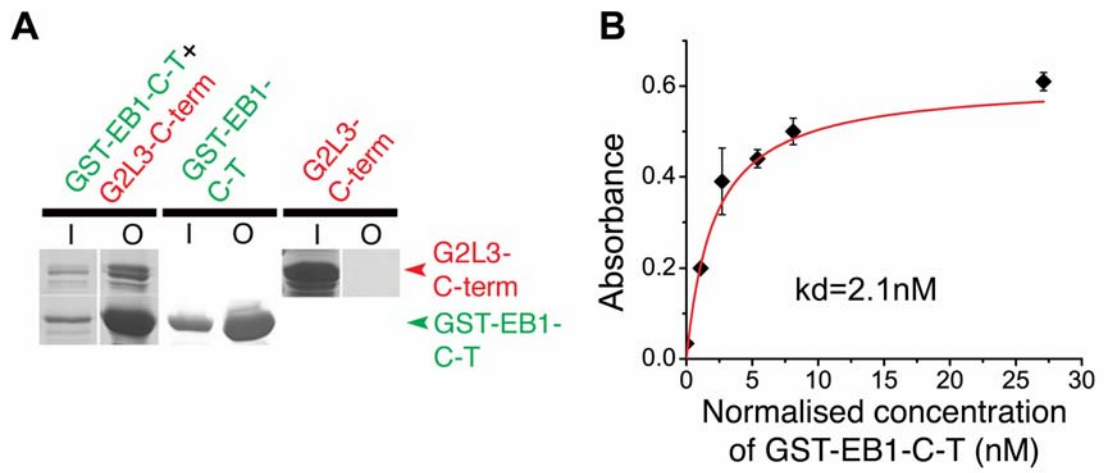 A
GST-EB1-C-T+
G2L3-C-term
GST-EB1-
C-T
G2L3-
C-term
I O I O I O
G2L3-
C-term
GST-EB1-
C-T
B
Absorbance
0.6
0.4
0.2
0.0
kd=2.1nM
0 5 10 15 20 25 30
Normalised concentration
of GST-EB1-C-T (nM)